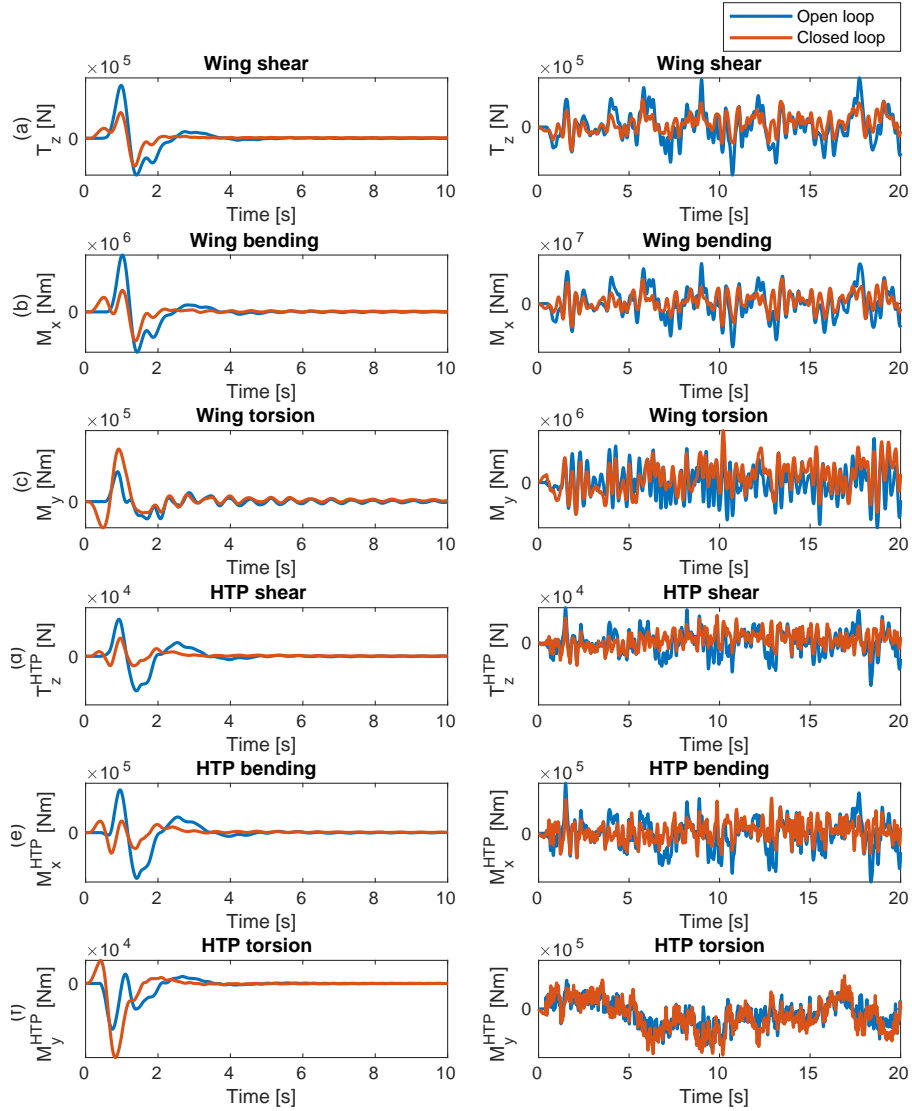 Open loop
Closed loop
Wing shear
Wing shear
×10 5
×10 5
(a)
T z [N]
0
0 2 4 6 8 10
Time [s]
T z [N]
0
0 5 10 15 20
Time [s]
Wing bending
Wing bending
×10 6
×10 7
(b)
M x [Nm]
0
0 2 4 6 8 10
Time [s]
M x [Nm]
0
0 5 10 15 20
Time [s]
Wing torsion
Wing torsion
×10 5
×10 6
(c)
M y [Nm]
0
0 2 4 6 8 10
Time [s]
M y [Nm]
0
0 5 10 15 20
Time [s]
HTP shear
HTP shear
×10 4
×10 4
(d)
T z HTP [N]
0
0 2 4 6 8 10
Time [s]
T z HTP [N]
0
0 5 10 15 20
Time [s]
HTP bending
HTP bending
×10 5
×10 5
(e)
M x HTP [Nm]
0
0 2 4 6 8 10
Time [s]
M x HTP [Nm]
0
0 5 10 15 20
Time [s]
HTP torsion
HTP torsion
×10 4
×10 5
(f)
M y HTP [Nm]
0
0 2 4 6 8 10
Time [s]
M y HTP [Nm]
0
0 5 10 15 20
Time [s]